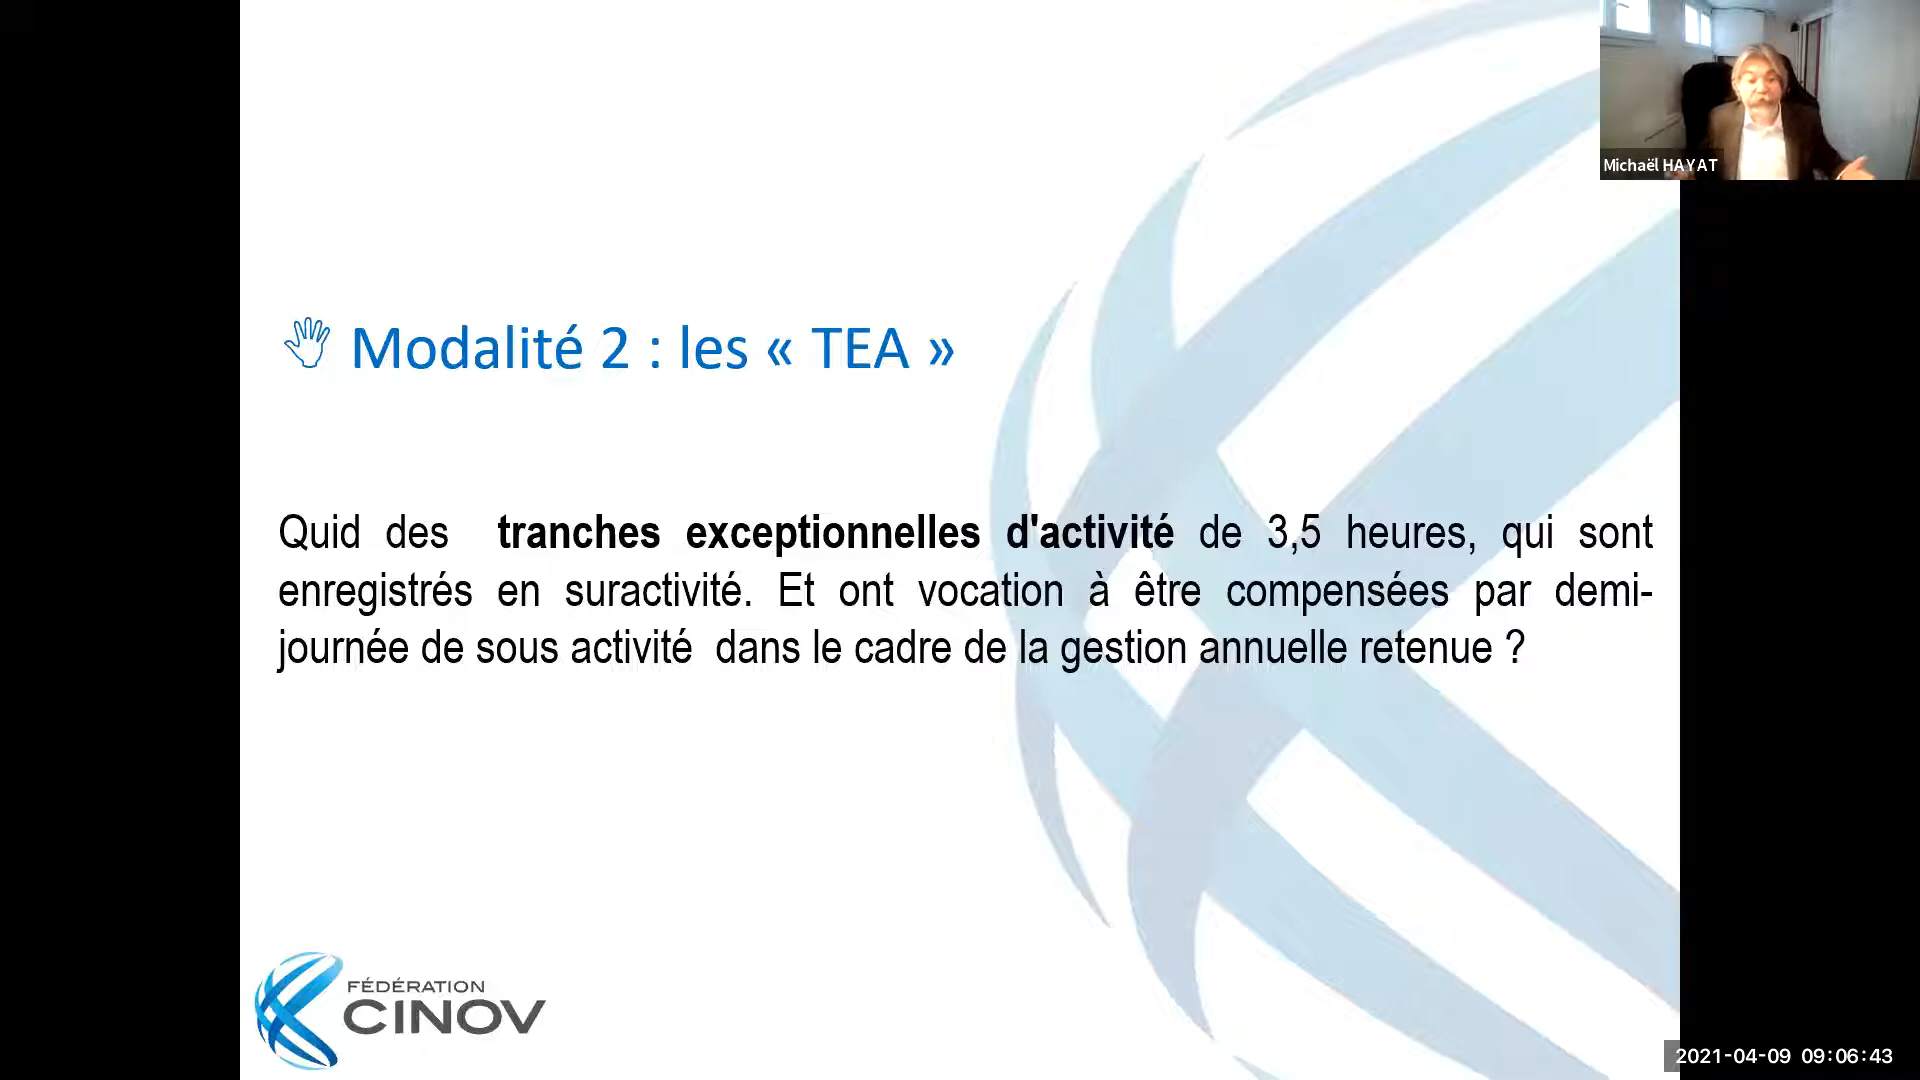 Michaël HAYAT
Modalité 2 : les « TEA »
Quid des tranches exceptionnelles d'activité de 3,5 heures, qui sont
enregistrés en suractivité. Et ont vocation à être compensées par demi-
journée de sous activité dans le cadre de la gestion annuelle retenue ?
FÉDÉRATION
CINOV
2021-04-09 09:06:43